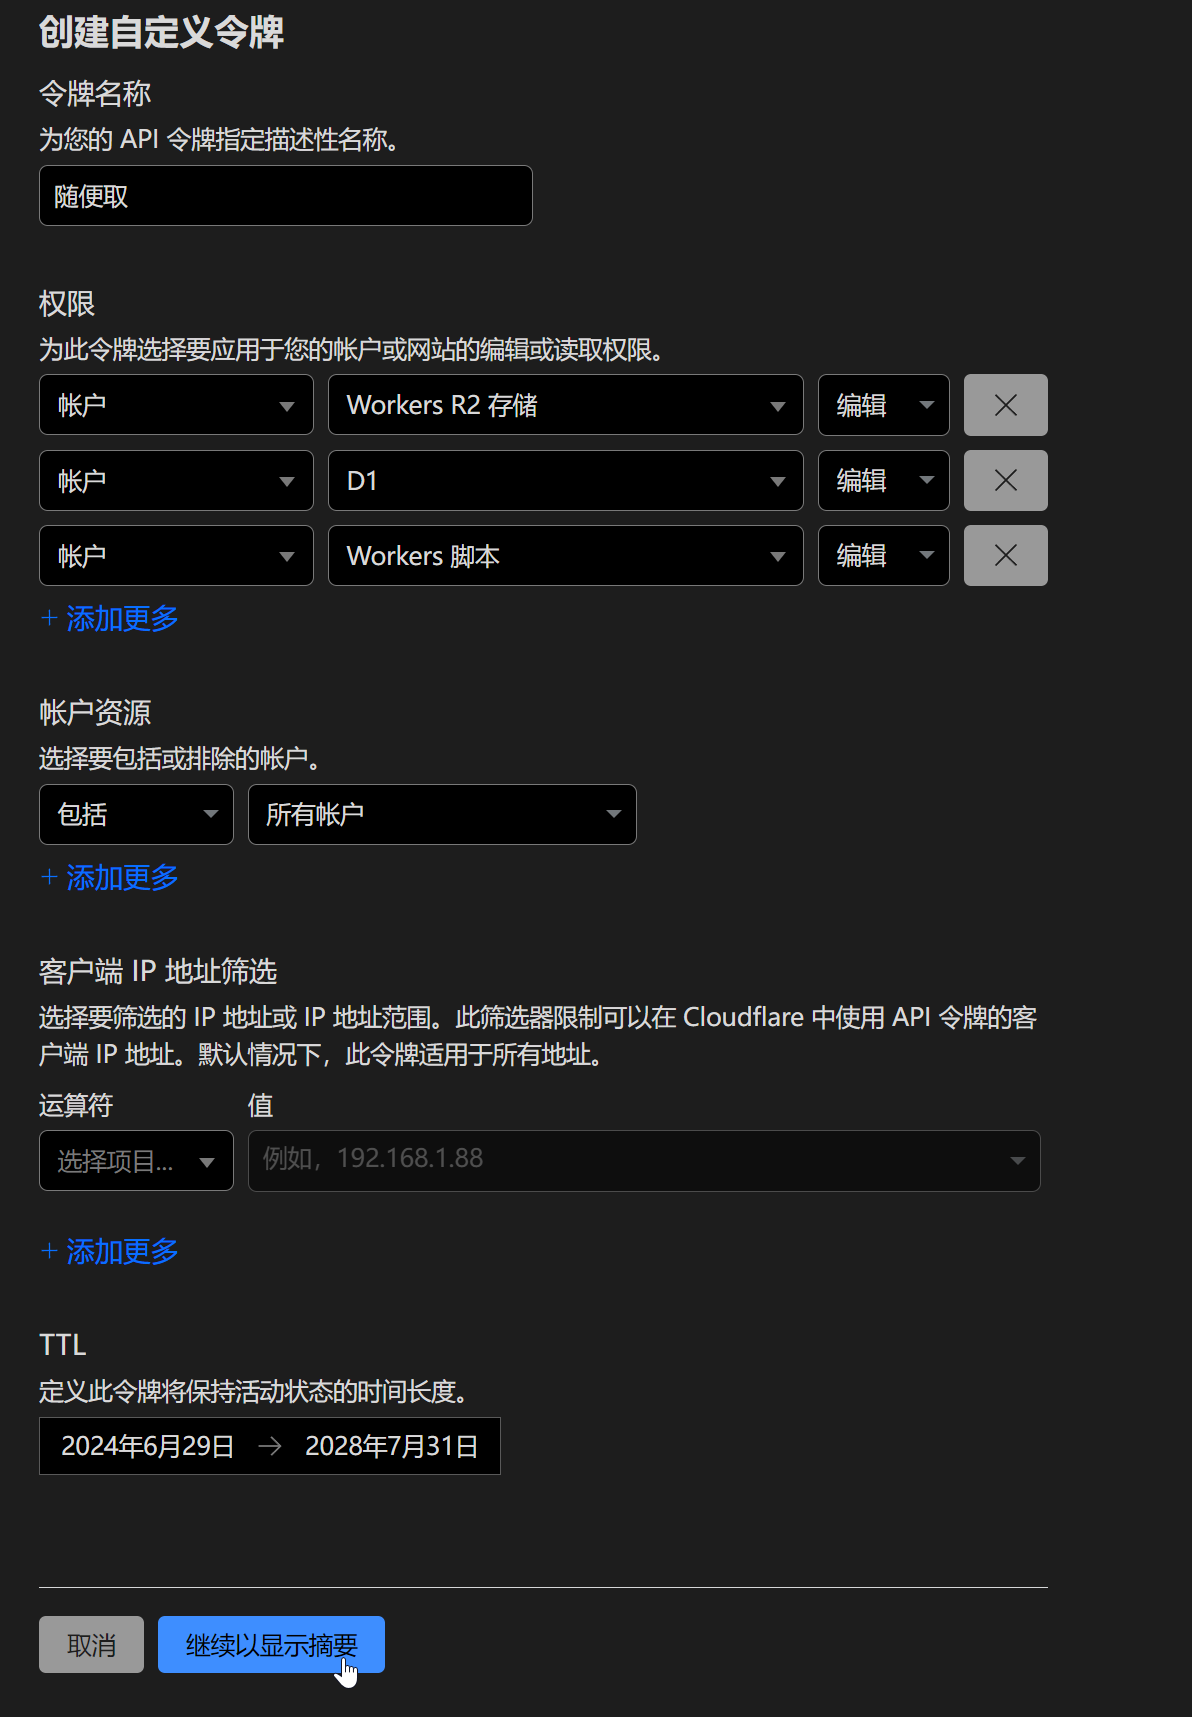 创建自定义令牌
令牌名称
为您的 API 令牌指定描述性名称。
随便取
权限
为此令牌选择要应用于您的帐户或网站的编辑或读取权限。
帐户 Workers R2 存储 编辑
帐户 D1 编辑
帐户 Workers 脚本 编辑
+ 添加更多
帐户资源
选择要包括或排除的帐户。
包括 所有帐户
+ 添加更多
客户端 IP 地址筛选
选择要筛选的 IP 地址或 IP 地址范围。此筛选器限制可以在 Cloudflare 中使用 API 令牌的客
户端 IP 地址。默认情况下，此令牌适用于所有地址。
运算符 值
选择项目... 例如，192.168.1.88
+ 添加更多
TTL
定义此令牌将保持活动状态的时间长度。
2024年6月29日 → 2028年7月31日
取消 继续以显示摘要